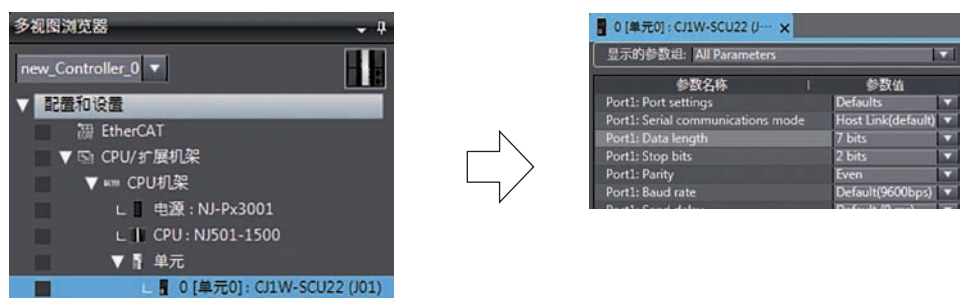 多视图浏览器
new_Controller_0
配置和设置
EtherCAT
CPU/扩展机架
CPU机架
电源 : NJ-Px3001
CPU : NJ501-1500
单元
0 [单元0] : CJ1W-SCU22 (J01)
0 [单元0] : CJ1W-SCU22 (J···
显示的参数组: All Parameters
参数名称 参数值
Port1: Port settings Defaults
Port1: Serial communications mode Host Link(default)
Port1: Data length 7 bits
Port1: Stop bits 2 bits
Port1: Parity Even
Port1: Baud rate Default(9600bps)